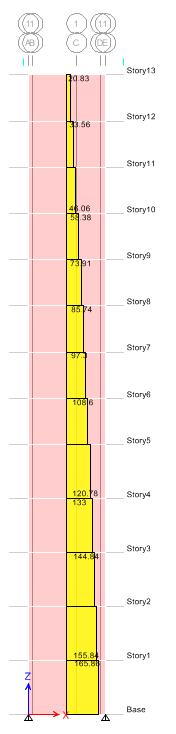 11 1 11
AB C DE
Story13
20.83
Story12
33.56
Story11
46.06
Story10
58.38
Story9
73.91
Story8
85.74
Story7
97.3
Story6
108.6
Story5
120.78
Story4
133
Story3
144.84
Story2
155.84
Story1
165.86
Z
X
Base